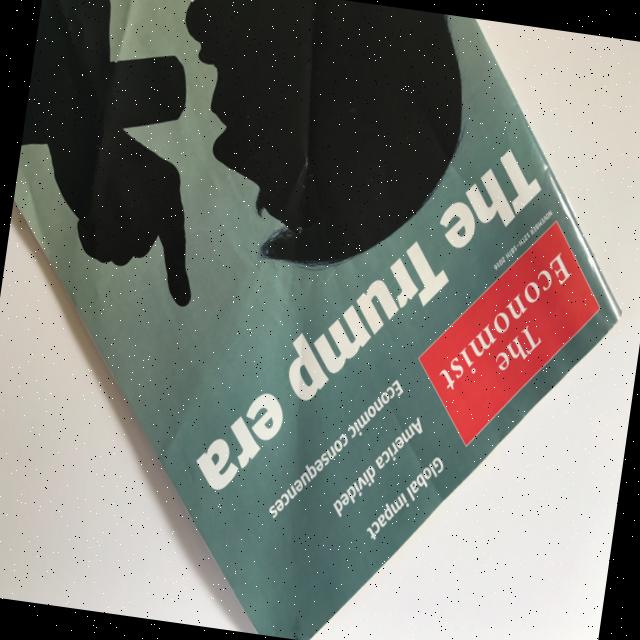 The
Economist
Global impact
America divided
Economic consequences
The Trump era